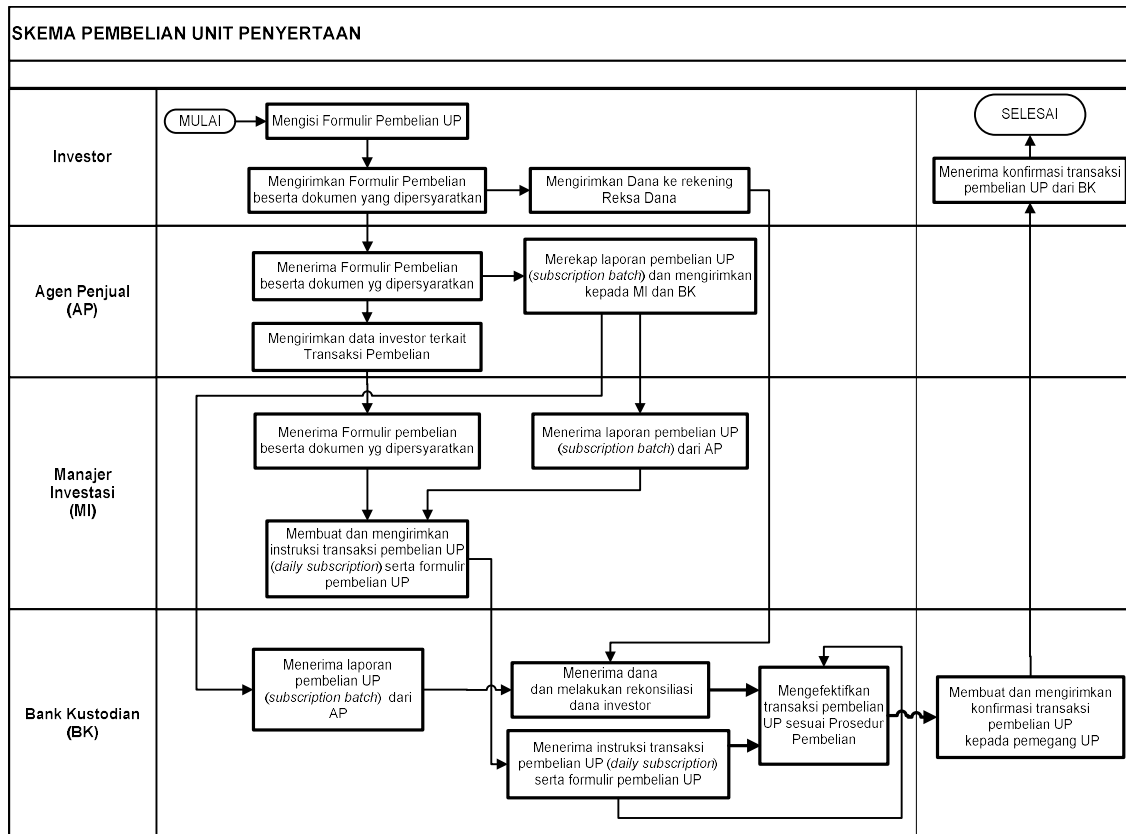 SKEMA PEMBELIAN UNIT PENYERTAAN
Investor
MULAI
Mengisi Formulir Pembelian UP
SELESAI
Mengirimkan Formulir Pembelian
beserta dokumen yang dipersyaratkan
Mengirimkan Dana ke rekening
Reksa Dana
Menerima konfirmasi transaksi
pembelian UP dari BK
Agen Penjual
(AP)
Menerima Formulir Pembelian
beserta dokumen yg dipersyaratkan
Merekap laporan pembelian UP
(subscription batch) dan mengirimkan
kepada MI dan BK
Mengirimkan data investor terkait
Transaksi Pembelian
Manajer
Investasi
(MI)
Menerima Formulir pembelian
beserta dokumen yg dipersyaratkan
Menerima laporan pembelian UP
(subscription batch) dari AP
Membuat dan mengirimkan
instruksi transaksi pembelian UP
(daily subscription) serta formulir
pembelian UP
Bank Kustodian
(BK)
Menerima laporan
pembelian UP
(subscription batch) dari
AP
Menerima dana
dan melakukan rekonsiliasi
dana investor
Menerima instruksi transaksi
pembelian UP (daily subscription)
serta formulir pembelian UP
Mengefektifkan
transaksi pembelian
UP sesuai Prosedur
Pembelian
Membuat dan mengirimkan
konfirmasi transaksi
pembelian UP
kepada pemegang UP